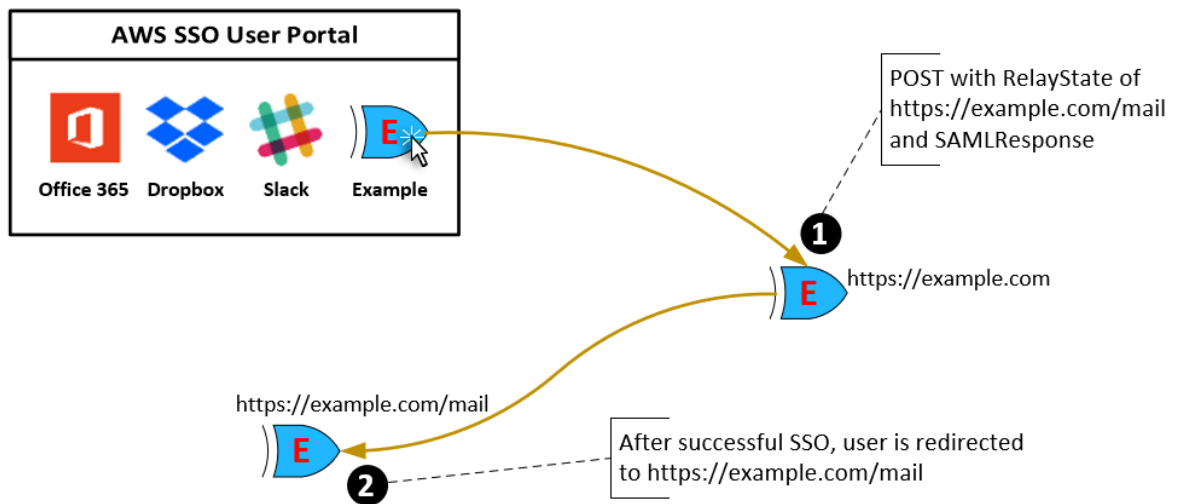 AWS SSO User Portal
E
Office 365
Dropbox
Slack
Example
POST with RelayState of
https://example.com/mail
and SAMLResponse
1
E
https://example.com
https://example.com/mail
E
2
After successful SSO, user is redirected
to https://example.com/mail